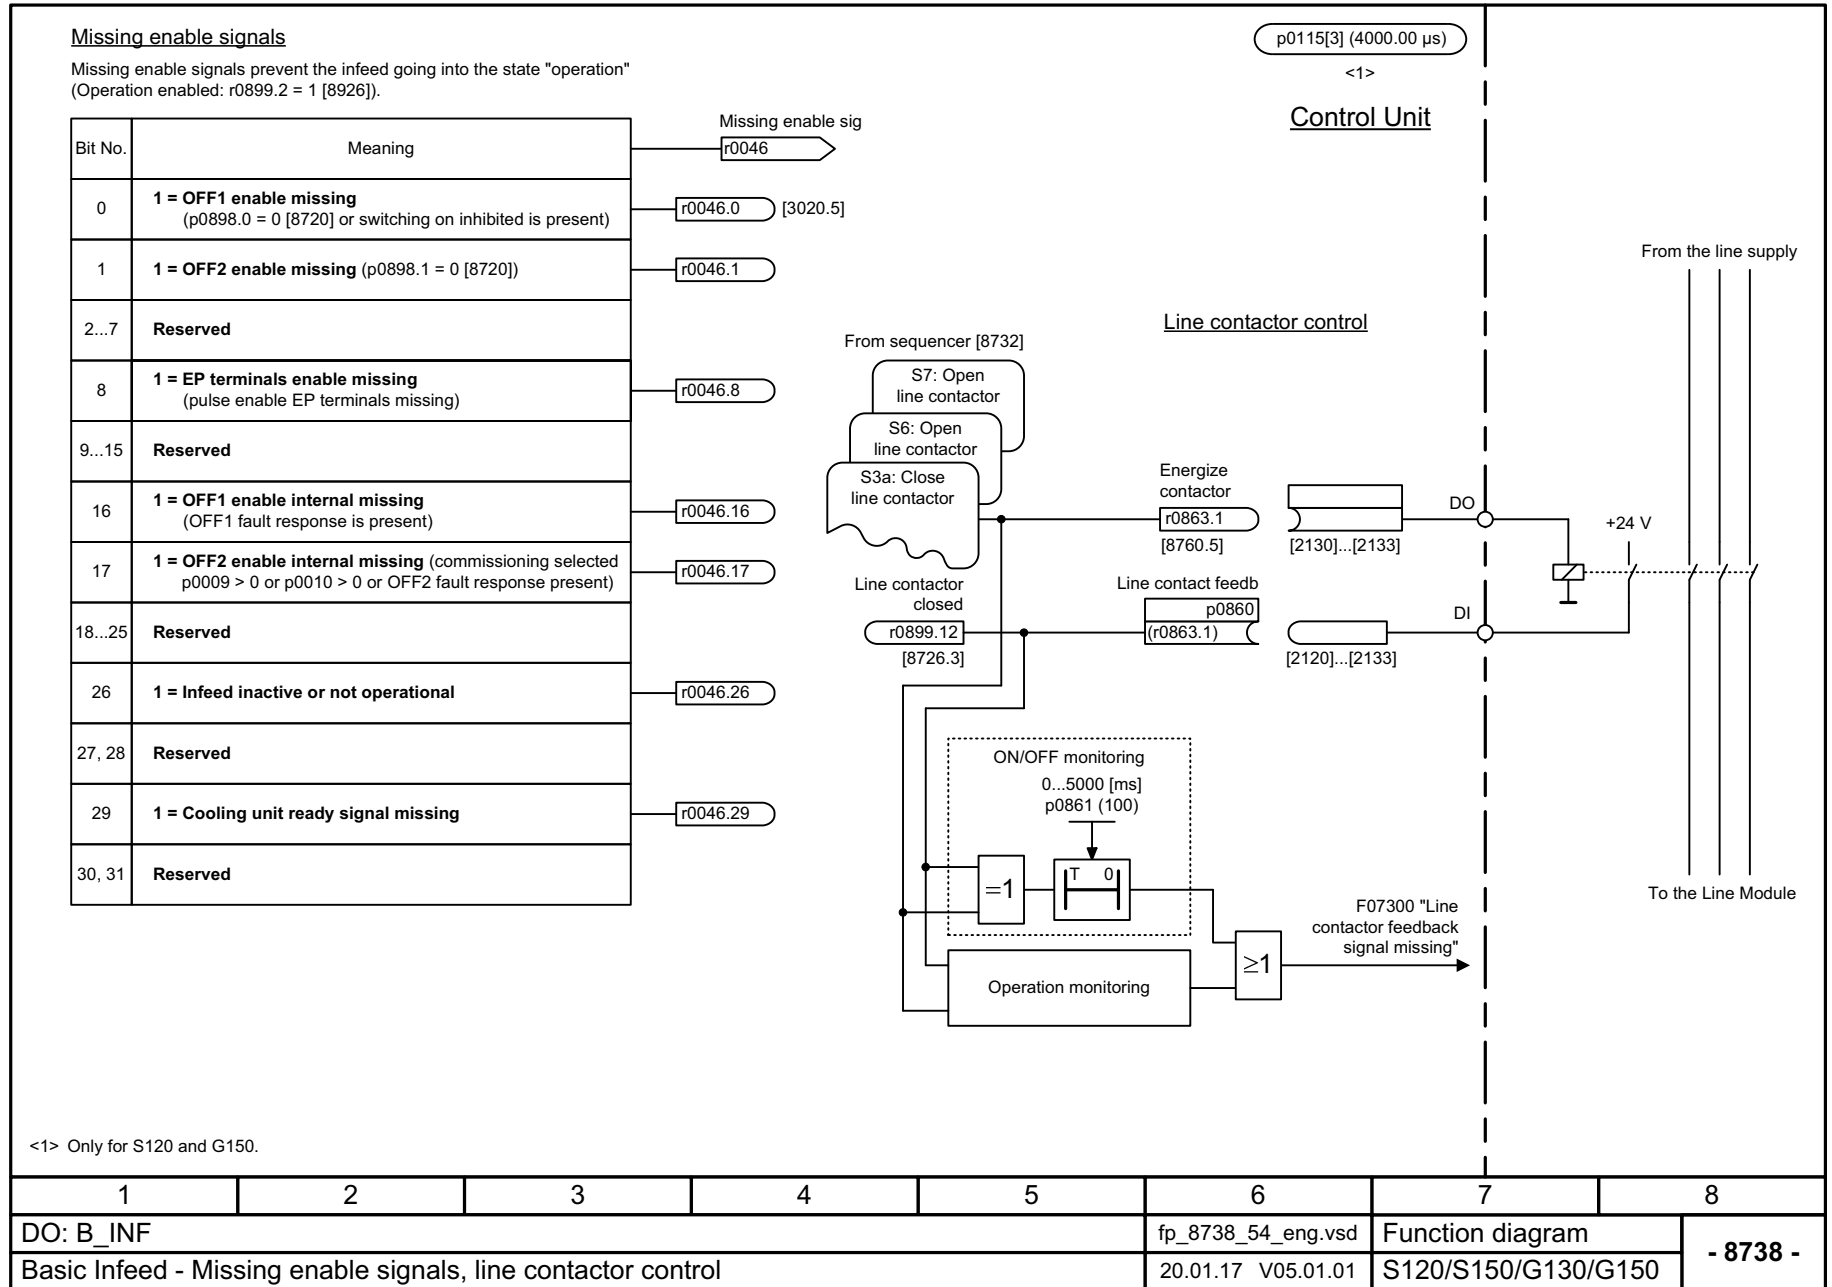 Missing enable signals
Missing enable signals prevent the infeed going into the state "operation"
(Operation enabled: r0899.2 = 1 [8926]).
p0115[3] (4000.00 µs)
<1>
Control Unit
Bit No.
Meaning
Missing enable sig
r0046
0
1 = OFF1 enable missing
(p0898.0 = 0 [8720] or switching on inhibited is present)
r0046.0
[3020.5]
1
1 = OFF2 enable missing (p0898.1 = 0 [8720])
r0046.1
2...7
Reserved
8
1 = EP terminals enable missing
(pulse enable EP terminals missing)
r0046.8
9...15
Reserved
16
1 = OFF1 enable internal missing
(OFF1 fault response is present)
r0046.16
17
1 = OFF2 enable internal missing (commissioning selected
p0009 > 0 or p0010 > 0 or OFF2 fault response present)
r0046.17
18...25
Reserved
26
1 = Infeed inactive or not operational
r0046.26
27, 28
Reserved
29
1 = Cooling unit ready signal missing
r0046.29
30, 31
Reserved
Line contactor control
From sequencer [8732]
S7: Open
line contactor
S6: Open
line contactor
S3a: Close
line contactor
Energize
contactor
r0863.1
[8760.5]
[2130]...[2133]
DO
Line contactor
closed
r0899.12
[8726.3]
Line contact feedb
p0860
(r0863.1)
[2120]...[2133]
DI
+24 V
From the line supply
To the Line Module
ON/OFF monitoring
0...5000 [ms]
p0861 (100)
=1
T 0
Operation monitoring
≥1
F07300 "Line
contactor feedback
signal missing"
<1> Only for S120 and G150.
1 2 3 4 5 6 7 8
DO: B_INF
fp_8738_54_eng.vsd
Function diagram
- 8738 -
Basic Infeed - Missing enable signals, line contactor control
20.01.17 V05.01.01
S120/S150/G130/G150